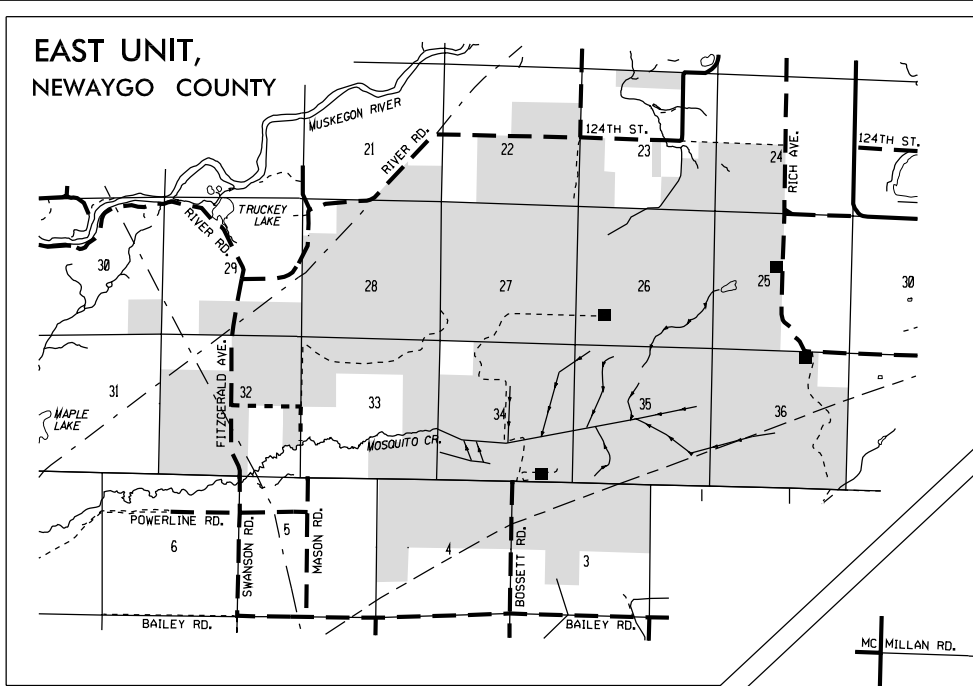 EAST UNIT,
NEWAYGO COUNTY
MUSKEGON RIVER
21
RIVER RD.
22
124TH ST.
23
24
RICH AVE.
124TH ST.
TRUCKEY
LAKE
RIVER RD.
30
29
28
27
26
25
30
FITZGERALD AVE.
31
32
33
34
35
36
MAPLE
LAKE
MOSQUITO CR.
POWERLINE RD.
SWANSON RD.
5
MASON RD.
6
4
BOSSETT RD.
3
BAILEY RD.
BAILEY RD.
MC MILLAN RD.